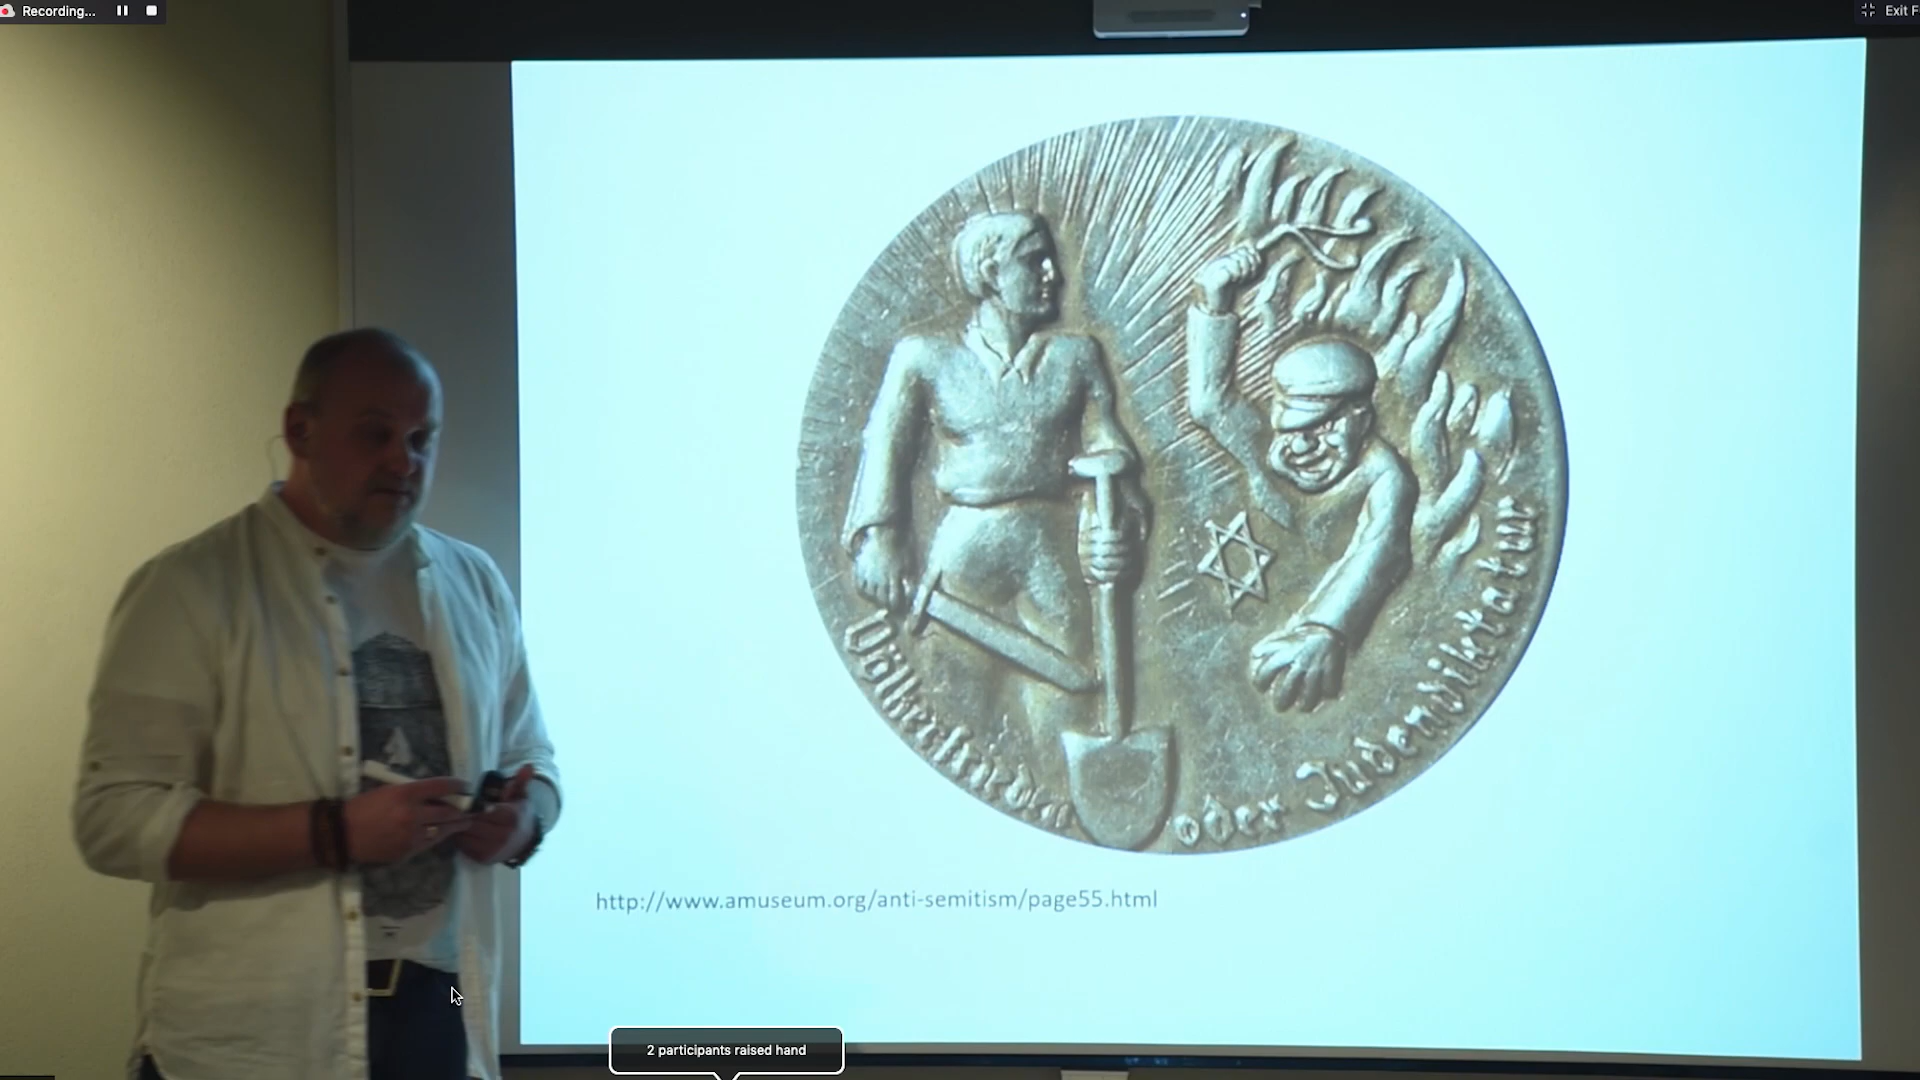 Recording...
Exit F
Völkerfrieden oder Judendiktatur
http://www.amuseum.org/anti-semitism/page55.html
2 participants raised hand